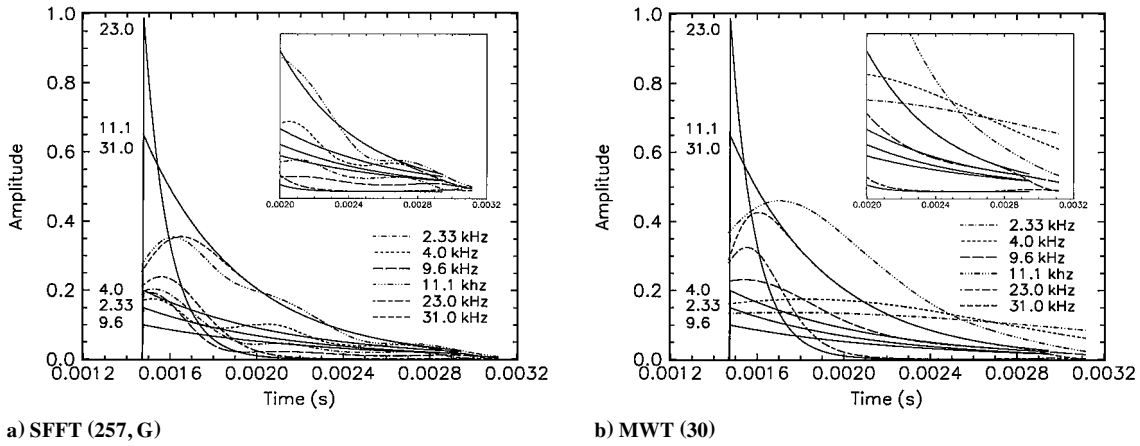 1.0
0.8
0.6
0.4
0.2
0.0
Amplitude
23.0
11.1
31.0
4.0
2.33
9.6
0.0020 0.0024 0.0028 0.0032
2.33 kHz
4.0 kHz
9.6 kHz
11.1 kHz
23.0 kHz
31.0 kHz
0.0012 0.0016 0.0020 0.0024 0.0028 0.0032
Time (s)
a) SFFT (257, G)
1.0
0.8
0.6
0.4
0.2
0.0
Amplitude
23.0
11.1
31.0
4.0
2.33
9.6
0.0020 0.0024 0.0028 0.0032
2.33 kHz
4.0 kHz
9.6 kHz
11.1 kHz
23.0 kHz
31.0 kHz
0.0012 0.0016 0.0020 0.0024 0.0028 0.0032
Time (s)
b) MWT (30)